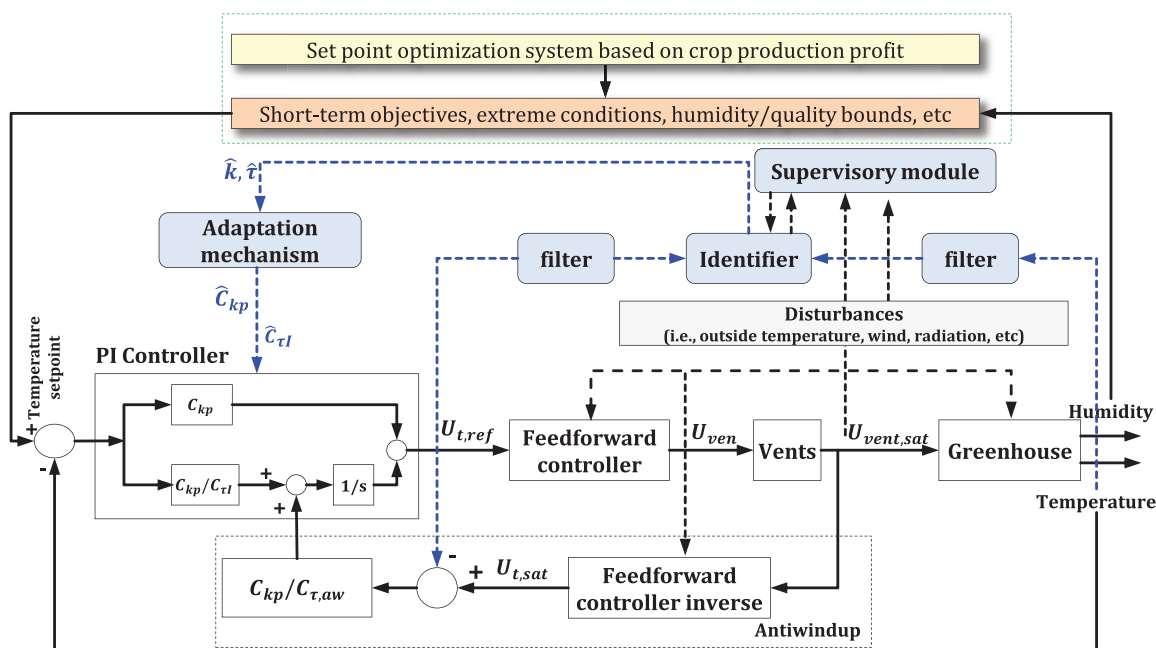 Set point optimization system based on crop production profit
Short-term objectives, extreme conditions, humidity/quality bounds, etc
k̂, τ̂
Supervisory module
Adaptation
mechanism
filter
Identifier
filter
Ĉkp
ĈτI
Disturbances
(i.e., outside temperature, wind, radiation, etc)
PI Controller
Temperature
setpoint
+
-
Ckp
Ckp/CτI
+
+
1/s
Ut,ref
Feedforward
controller
Uven
Vents
Uvent,sat
Greenhouse
Humidity
Temperature
Ckp/Cτ,aw
-
+
Ut,sat
Feedforward
controller inverse
Antiwindup